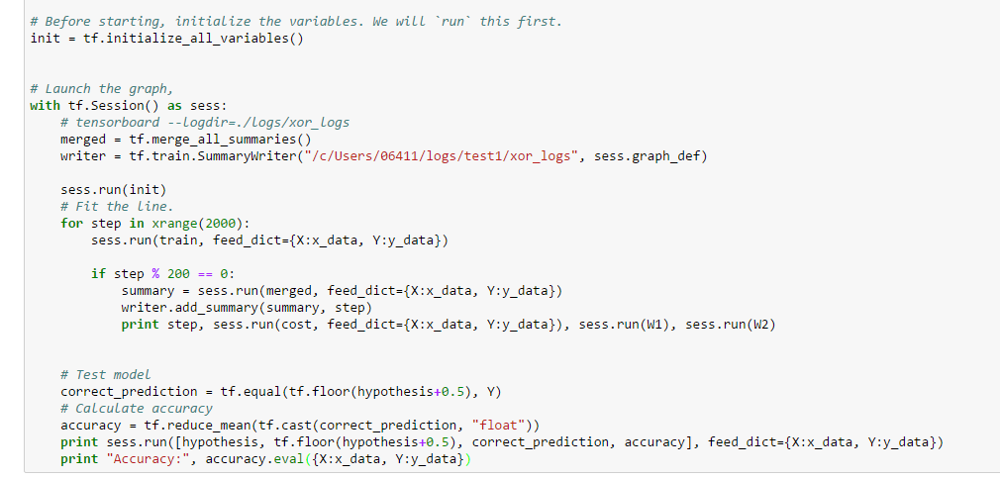 # Before starting, initialize the variables. We will `run` this first.
init = tf.initialize_all_variables()
# Launch the graph,
with tf.Session() as sess:
    # tensorboard --logdir=./logs/xor_logs
    merged = tf.merge_all_summaries()
    writer = tf.train.SummaryWriter("/c/Users/06411/logs/test1/xor_logs", sess.graph_def)
    sess.run(init)
    # Fit the line.
    for step in xrange(2000):
        sess.run(train, feed_dict={X:x_data, Y:y_data})
        if step % 200 == 0:
            summary = sess.run(merged, feed_dict={X:x_data, Y:y_data})
            writer.add_summary(summary, step)
            print step, sess.run(cost, feed_dict={X:x_data, Y:y_data}), sess.run(W1), sess.run(W2)
    # Test model
    correct_prediction = tf.equal(tf.floor(hypothesis+0.5), Y)
    # Calculate accuracy
    accuracy = tf.reduce_mean(tf.cast(correct_prediction, "float"))
    print sess.run([hypothesis, tf.floor(hypothesis+0.5), correct_prediction, accuracy], feed_dict={X:x_data, Y:y_data})
    print "Accuracy:", accuracy.eval({X:x_data, Y:y_data})